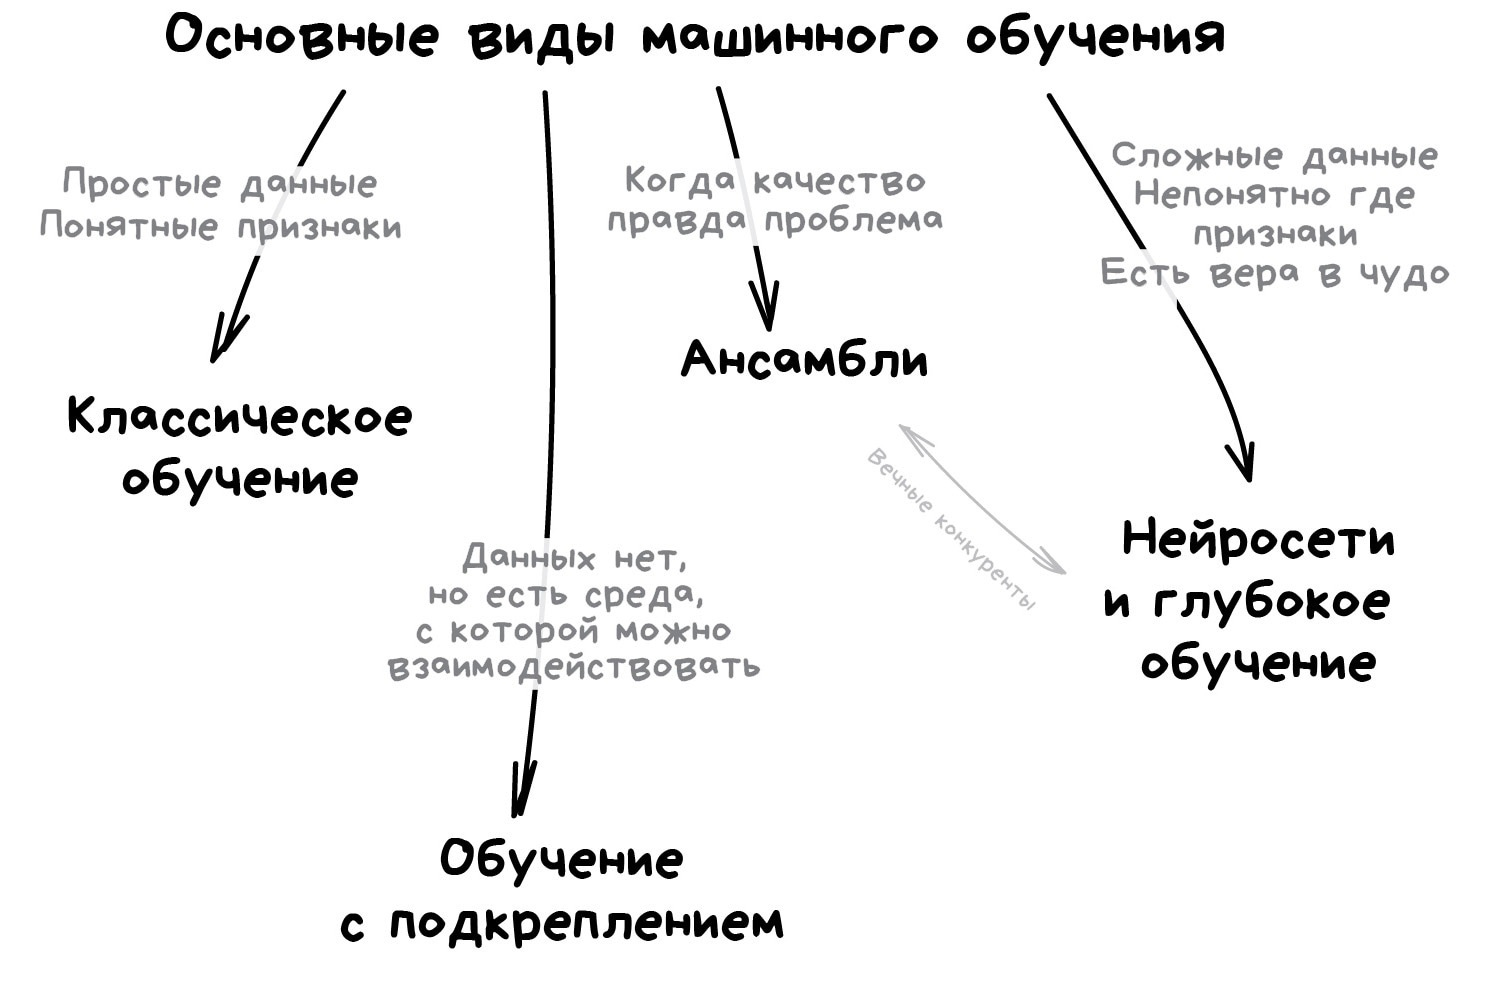 Основные виды машинного обучения
Простые данные
Понятные признаки
Классическое
обучение
Данных нет,
но есть среда,
с которой можно
взаимодействовать
Обучение
с подкреплением
Когда качество
правда проблема
Ансамбли
Вечные конкуренты
Сложные данные
Непонятно где
признаки
Есть вера в чудо
Нейросети
и глубокое
обучение